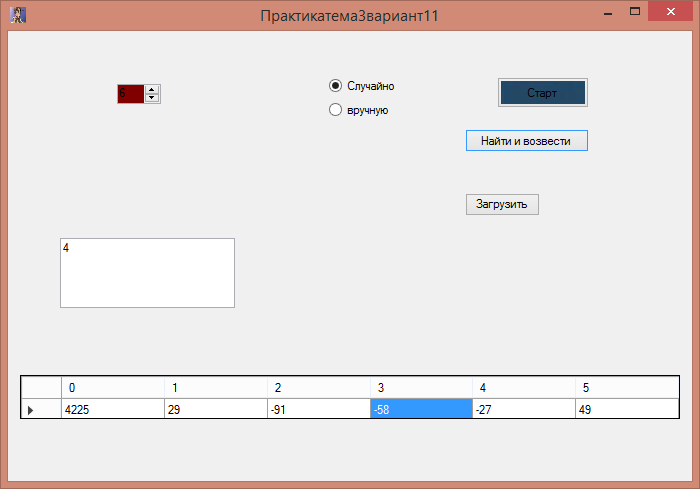 Практикатема3вариант11
6
Случайно
Старт
вручную
Найти и возвести
Загрузить
4
0 1 2 3 4 5
4225 29 -91 -58 -27 49